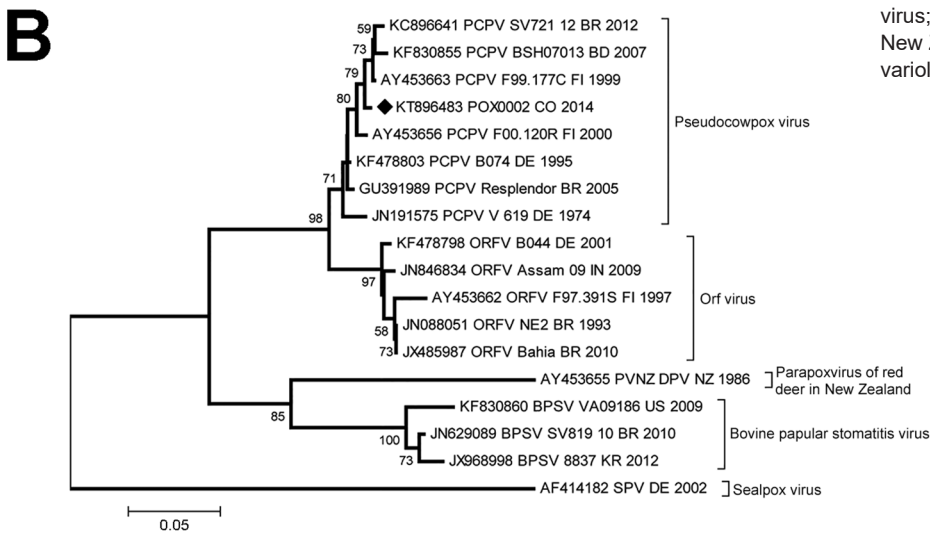 B
virus;
New
variol
59
KC896641 PCPV SV721 12 BR 2012
73
KF830855 PCPV BSH07013 BD 2007
79
AY453663 PCPV F99.177C FI 1999
80
KT896483 POX0002 CO 2014
Pseudocowpox virus
AY453656 PCPV F00.120R FI 2000
KF478803 PCPV B074 DE 1995
71
GU391989 PCPV Resplendor BR 2005
98
JN191575 PCPV V 619 DE 1974
KF478798 ORFV B044 DE 2001
97
JN846834 ORFV Assam 09 IN 2009
AY453662 ORFV F97.391S FI 1997
Orf virus
58
JN088051 ORFV NE2 BR 1993
73
JX485987 ORFV Bahia BR 2010
AY453655 PVNZ DPV NZ 1986
Parapoxvirus of red
deer in New Zealand
85
KF830860 BPSV VA09186 US 2009
100
JN629089 BPSV SV819 10 BR 2010
Bovine papular stomatitis virus
73
JX968998 BPSV 8837 KR 2012
AF414182 SPV DE 2002
Sealpox virus
0.05